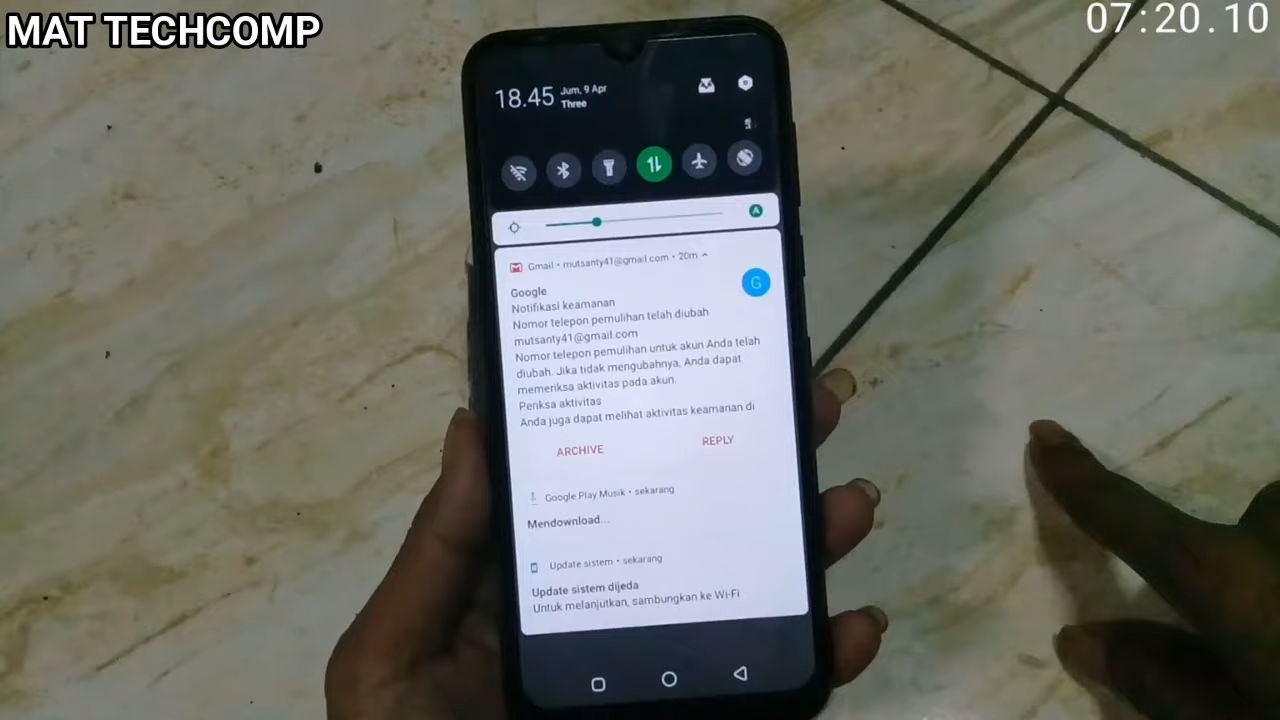 MAT TECHCOMP
07:20.10
18.45 Jum, 9 Apr
Three
A
Gmail • mutsanty41@gmail.com • 20m
G
Google
Notifikasi keamanan
Nomor telepon pemulihan telah diubah
mutsanty41@gmail.com
Nomor telepon pemulihan untuk akun Anda telah
diubah. Jika tidak mengubahnya, Anda dapat
memeriksa aktivitas pada akun.
Periksa aktivitas
Anda juga dapat melihat aktivitas keamanan di
ARCHIVE
REPLY
Google Play Musik • sekarang
Mendownload...
Update sistem • sekarang
Update sistem dijeda
Untuk melanjutkan, sambungkan ke Wi-Fi